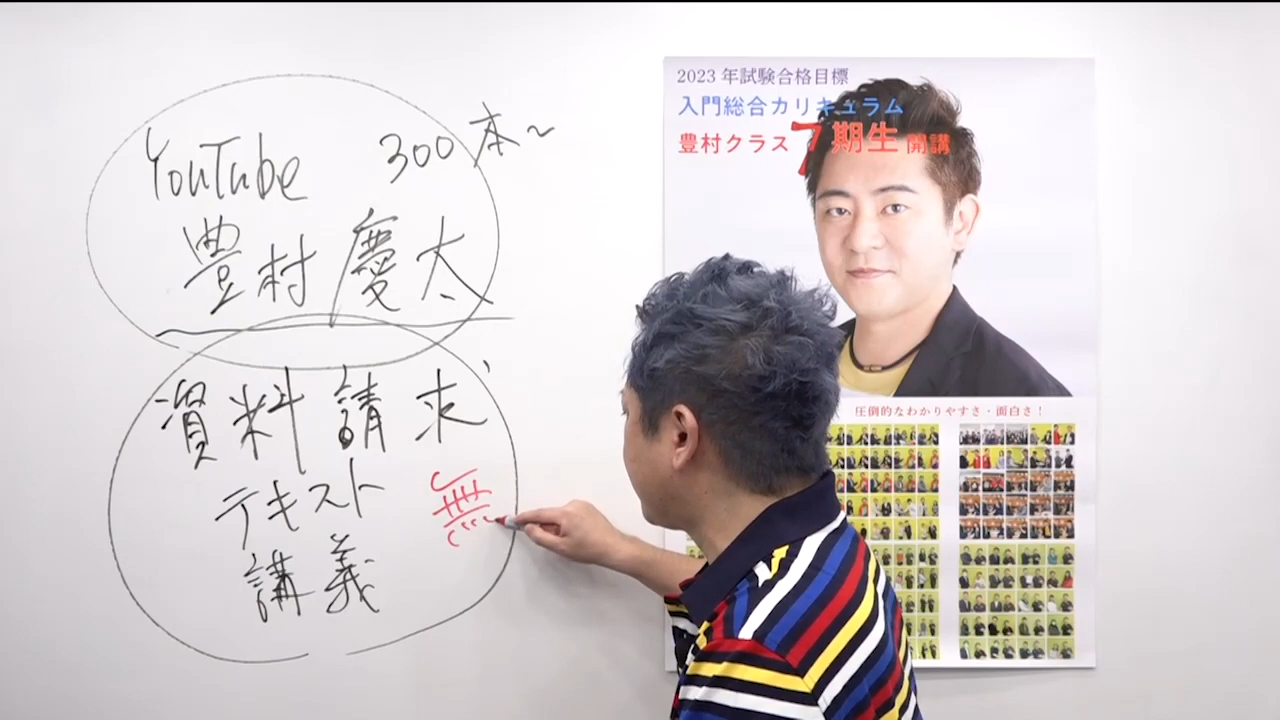 YouTube 300本~
豊村慶太
資料請求
テキスト
講義
無
2023年試験合格目標
入門総合カリキュラム
豊村クラス7期生開講
圧倒的なわかりやすさ・面白さ!